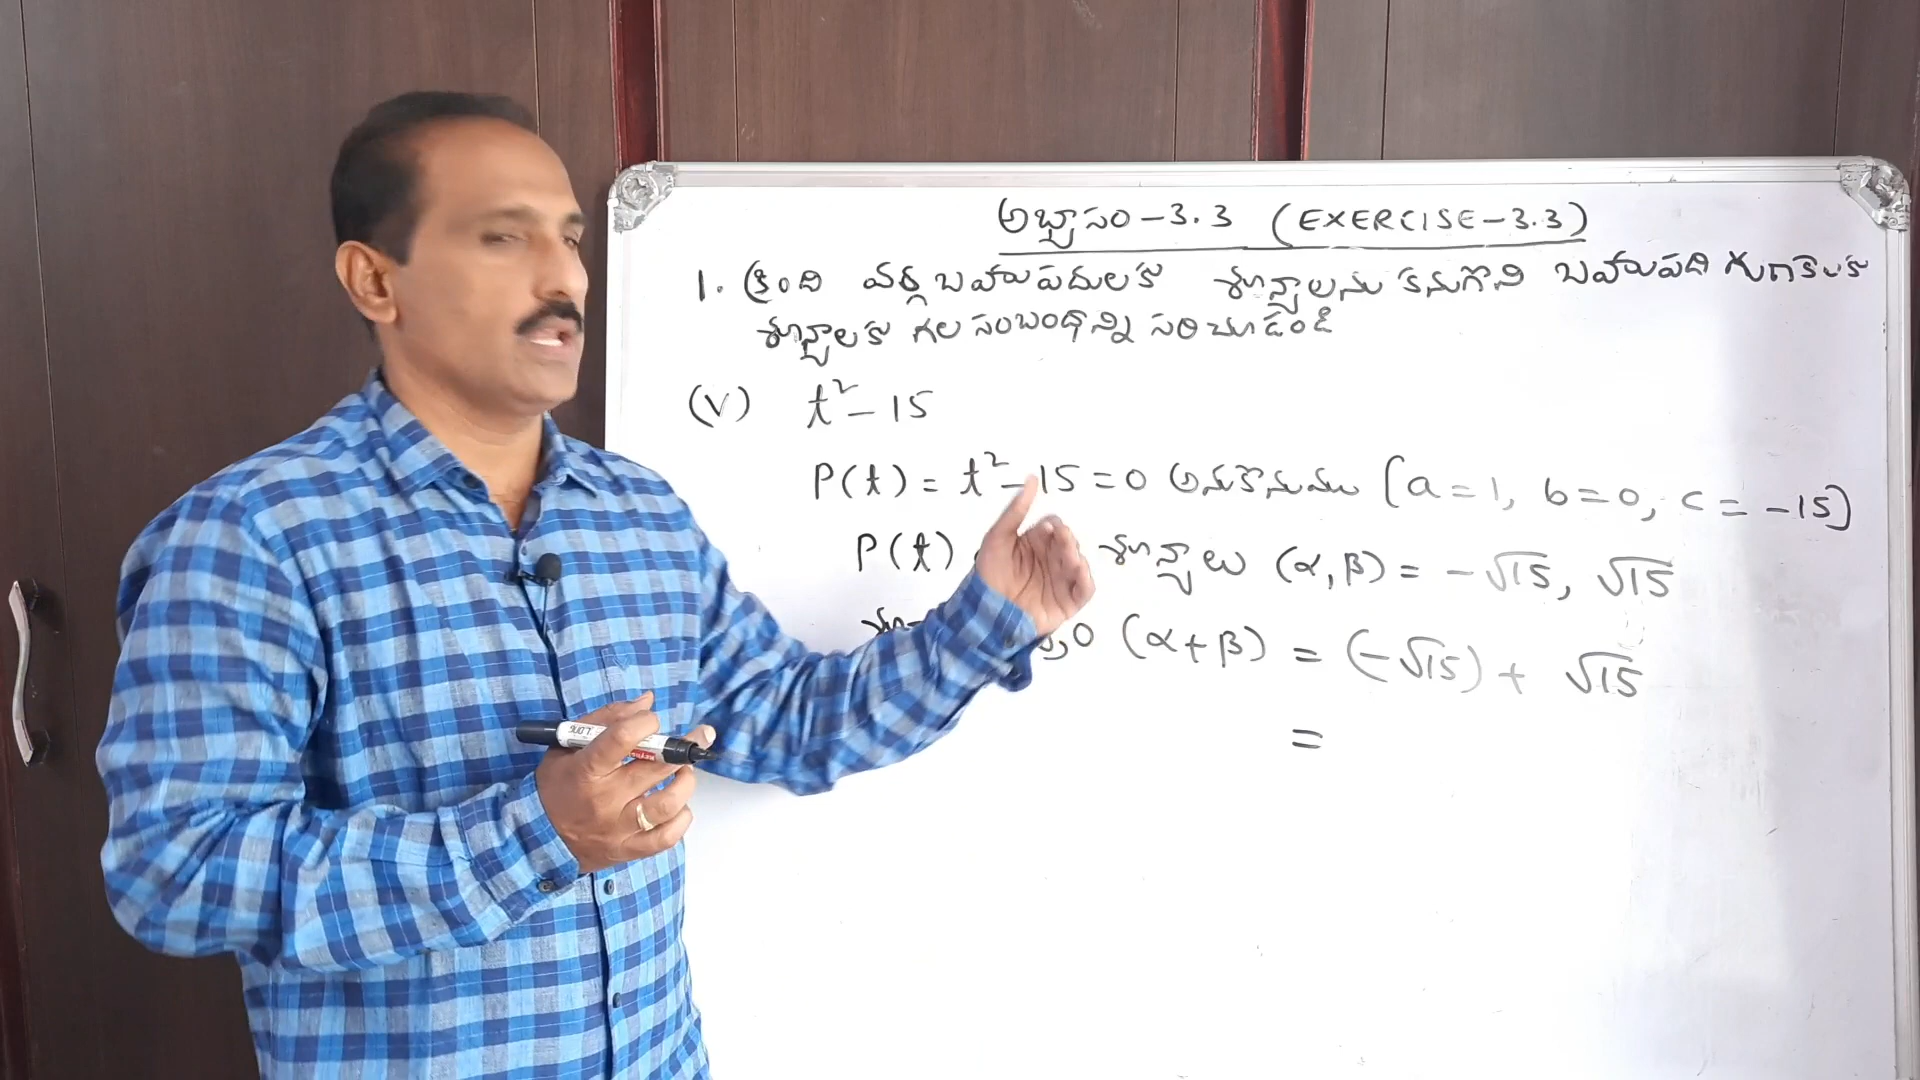 అభ్యాసం - 3.3 (EXERCISE - 3.3)
1. క్రింది వర్గ బహుపదులకు శూన్యాలను కనుగొని బహుపది గుణకాలకు
శూన్యాలకు గల సంబంధాన్ని సరిచూడండి
(V) t² - 15
P(t) = t² - 15 = 0 అనుకొనుము [a = 1, b = 0, c = -15]
P(t) శూన్యాలు (α, β) = -√15, √15
(α + β) = (-√15) + √15
=